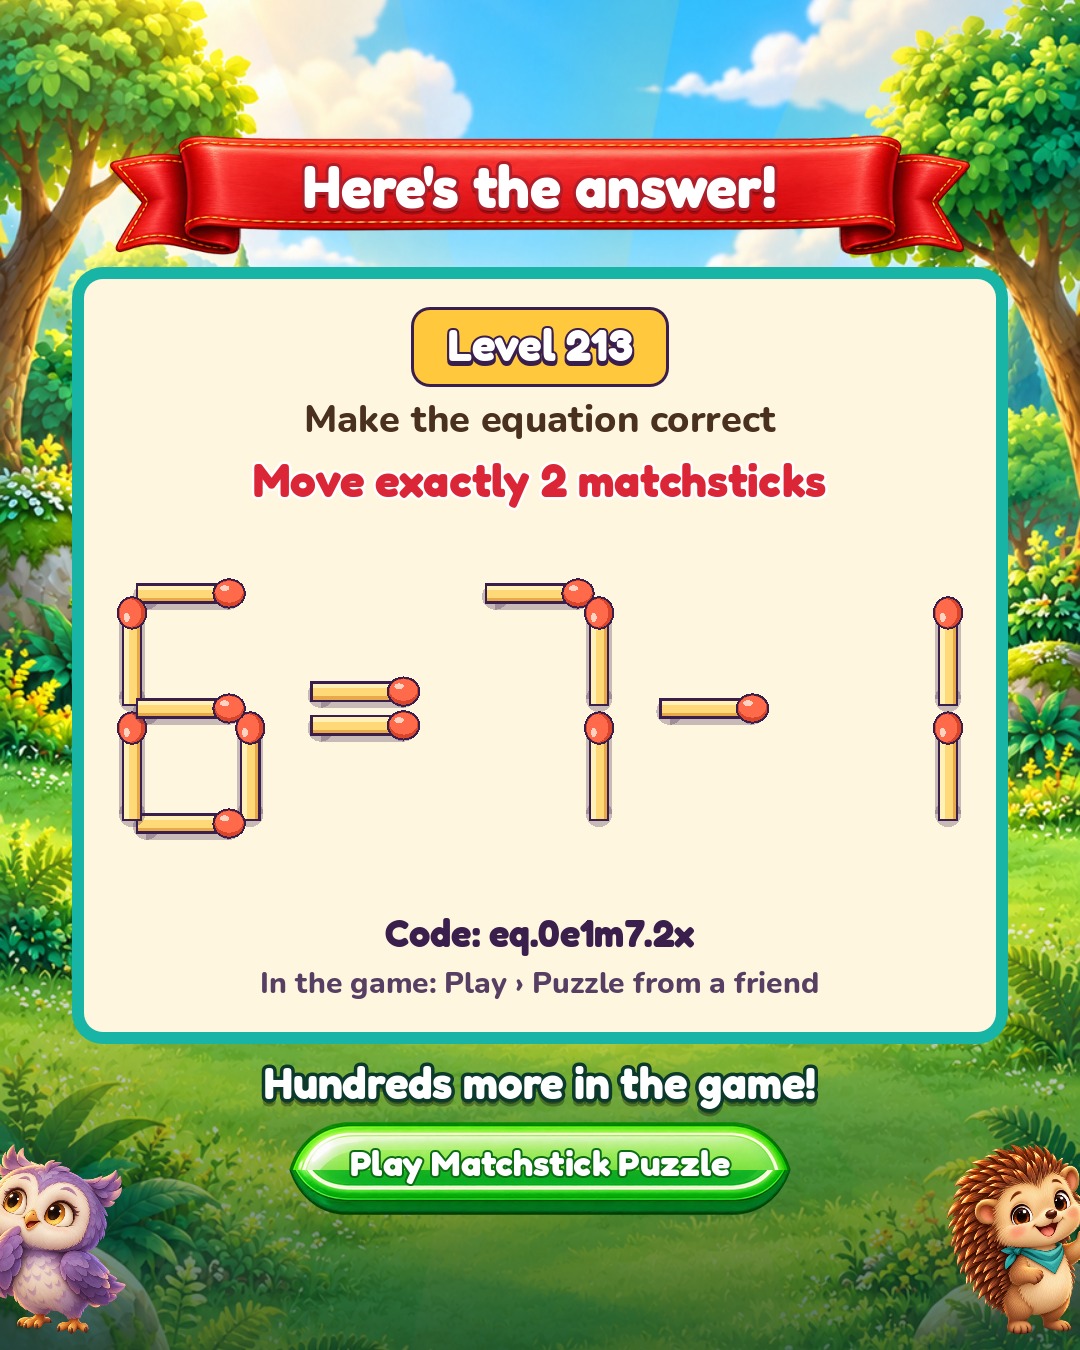 Here's the answer!
Level 213
Make the equation correct
Move exactly 2 matchsticks
6 = 7 - 1
Code: eq.0e1m7.2x
In the game: Play › Puzzle from a friend
Hundreds more in the game!
Play Matchstick Puzzle